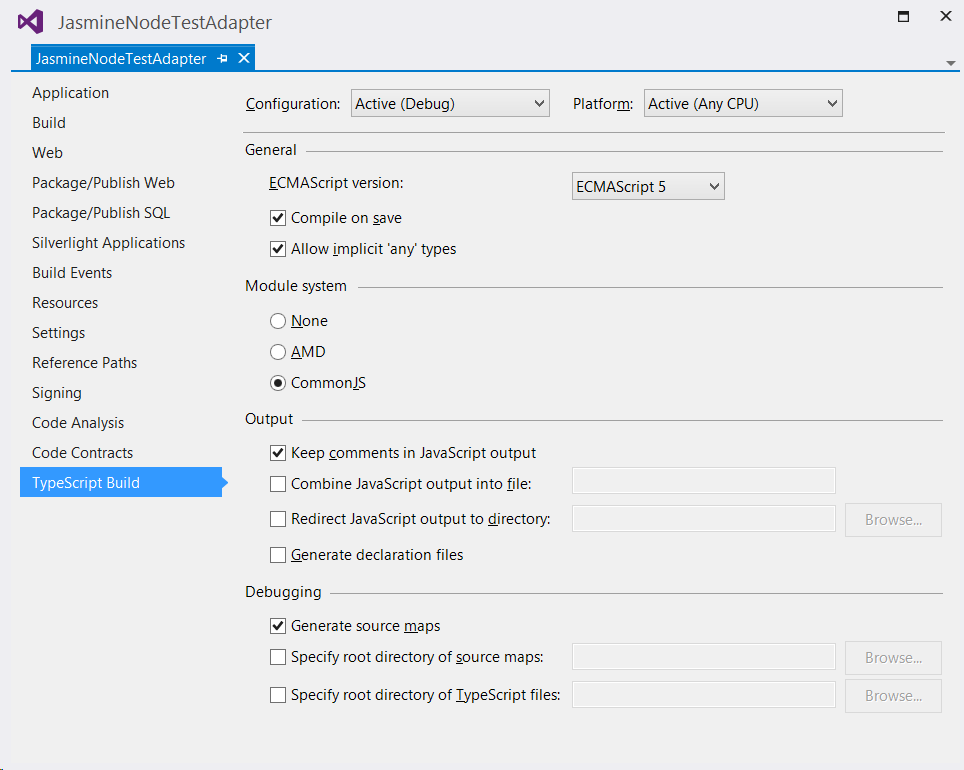 JasmineNodeTestAdapter
JasmineNodeTestAdapter
Application
Build
Web
Package/Publish Web
Package/Publish SQL
Silverlight Applications
Build Events
Resources
Settings
Reference Paths
Signing
Code Analysis
Code Contracts
TypeScript Build
Configuration: Active (Debug) Platform: Active (Any CPU)
General
ECMAScript version: ECMAScript 5
Compile on save
Allow implicit 'any' types
Module system
None
AMD
CommonJS
Output
Keep comments in JavaScript output
Combine JavaScript output into file:
Redirect JavaScript output to directory: Browse...
Generate declaration files
Debugging
Generate source maps
Specify root directory of source maps: Browse...
Specify root directory of TypeScript files: Browse...